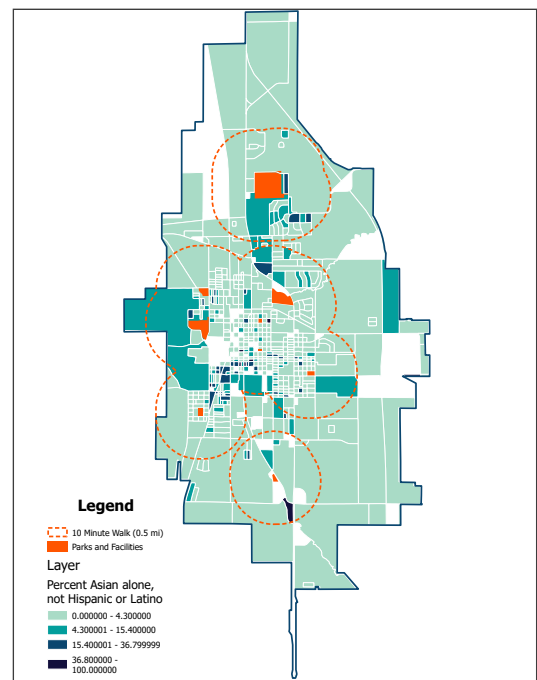 Legend
10 Minute Walk (0.5 mi)
Parks and Facilities
Layer
Percent Asian alone,
not Hispanic or Latino
0.000000 - 4.300000
4.300001 - 15.400000
15.400001 - 36.799999
36.800000 -
100.000000